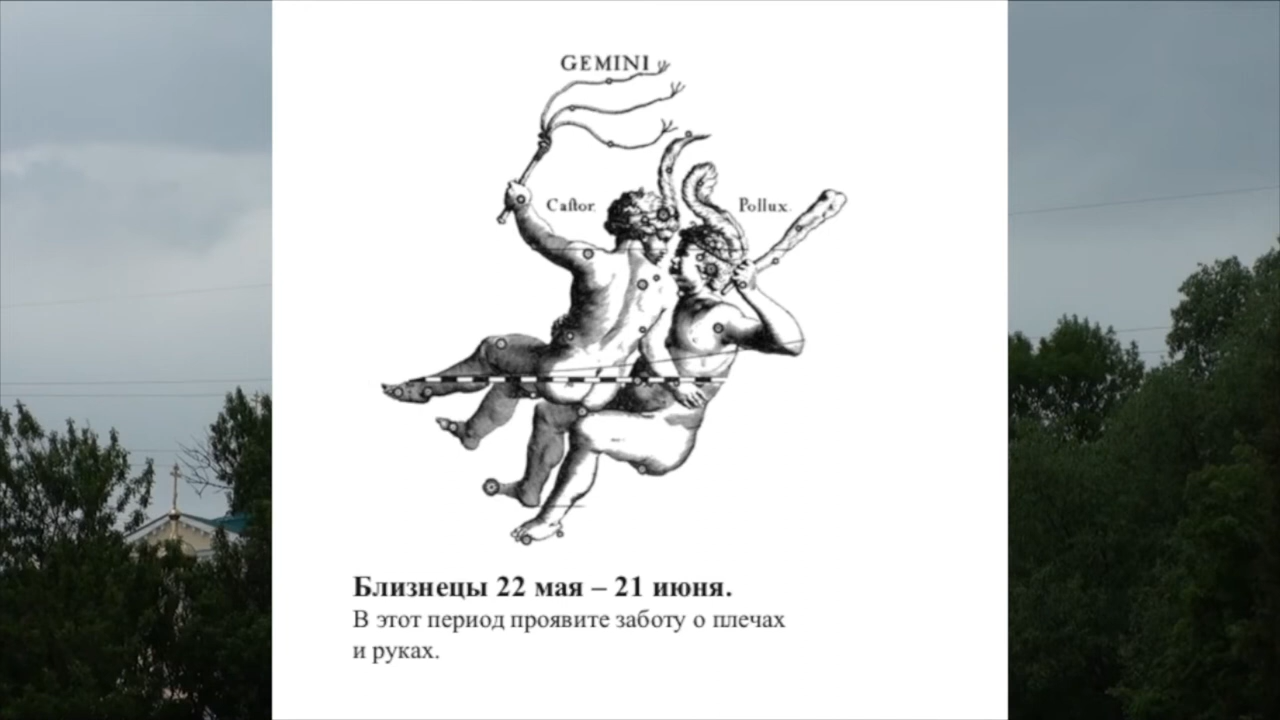 GEMINI
Caſtor.
Pollux.
Близнецы 22 мая – 21 июня.
В этот период проявите заботу о плечах
и руках.